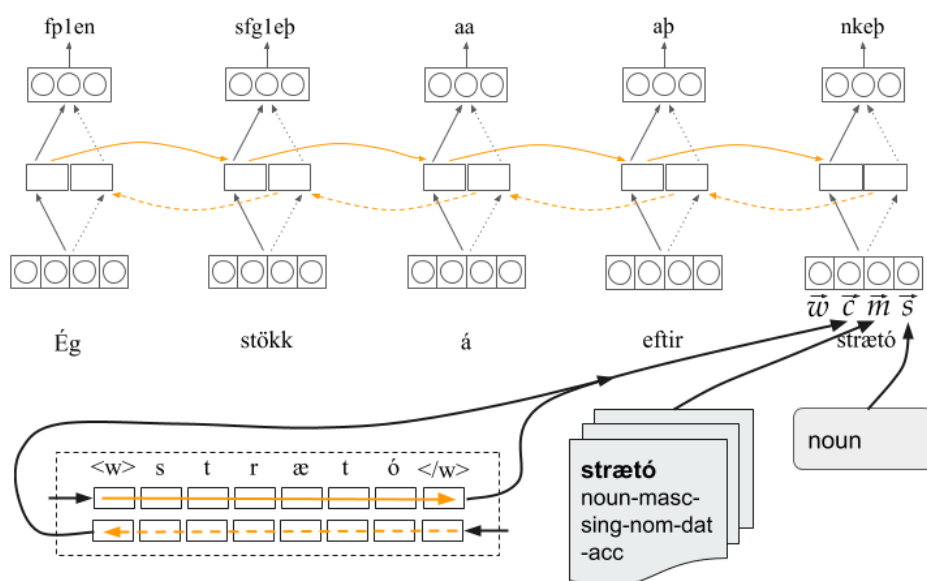 fp1en sfg1eþ aa aþ nkeþ
w c m s
Ég stökk á eftir strætó
<w> s t r æ t ó </w>
strætó
noun-masc-
sing-nom-dat
-acc
noun